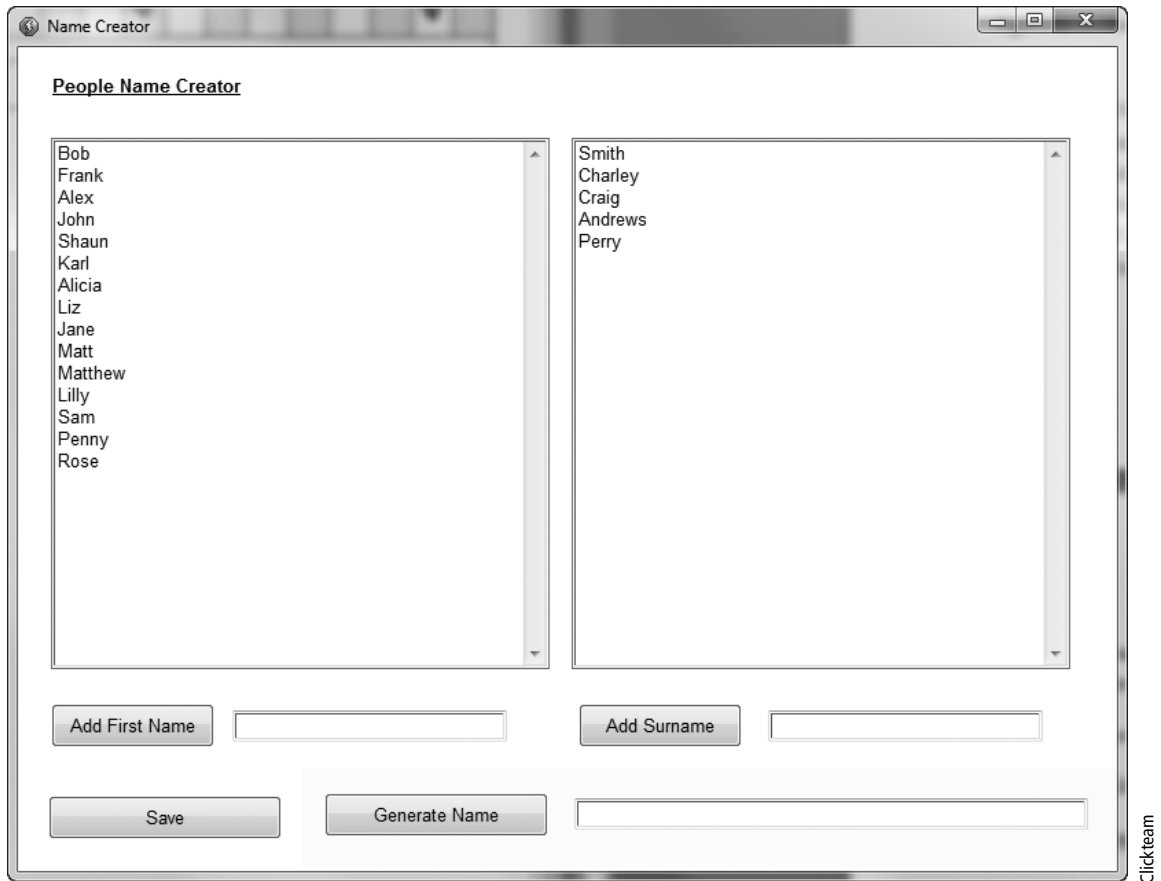 Name Creator
People Name Creator
Bob
Frank
Alex
John
Shaun
Karl
Alicia
Liz
Jane
Matt
Matthew
Lilly
Sam
Penny
Rose
Smith
Charley
Craig
Andrews
Perry
Add First Name
Add Surname
Save
Generate Name
Clickteam